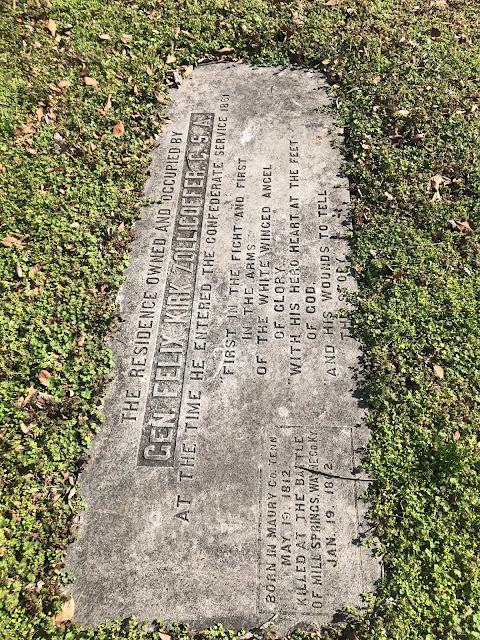 THE RESIDENCE OWNED AND OCCUPIED BY
GEN. FELIX KIRK ZOLLICOFFER C.S.A.
AT THE TIME HE ENTERED THE CONFEDERATE SERVICE 1861
"FIRST IN THE FIGHT AND FIRST
IN THE ARMS
OF THE WHITE WINGED ANGEL
OF GLORY
"WITH HIS HERO HEART AT THE FEET
OF GOD
"AND HIS WOUNDS TO TELL
THE STORY"
BORN IN MAURY CO. TENN
MAY 19, 1812
KILLED AT THE BATTLE
OF MILL SPRINGS, WAYNE CO. KY.
JAN. 19, 1862.